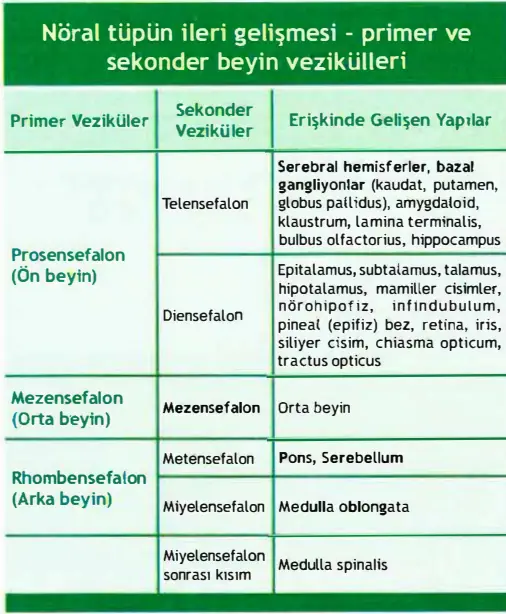 Nöral tüpün ileri gelişmesi - primer ve
sekonder beyin vezikülleri
Primer Veziküler
Sekonder
Veziküler
Erişkinde Gelişen Yapılar
Prosensefalon
(Ön beyin)
Telensefalon
Serebral hemisferler, bazal
gangliyonlar (kaudat, putamen,
globus pallidus), amygdaloid,
klaustrum, lamina terminalis,
bulbus olfactorius, hippocampus
Diensefalon
Epitalamus, subtalamus, talamus,
hipotalamus, mamiller cisimler,
nörohipofiz, infindubulum,
pineal (epifiz) bez, retina, iris,
siliyer cisim, chiasma opticum,
tractus opticus
Mezensefalon
(Orta beyin)
Mezensefalon
Orta beyin
Rhombensefalon
(Arka beyin)
Metensefalon
Pons, Serebellum
Miyelensefalon
Medulla oblongata
Miyelensefalon
sonrası kısım
Medulla spinalis